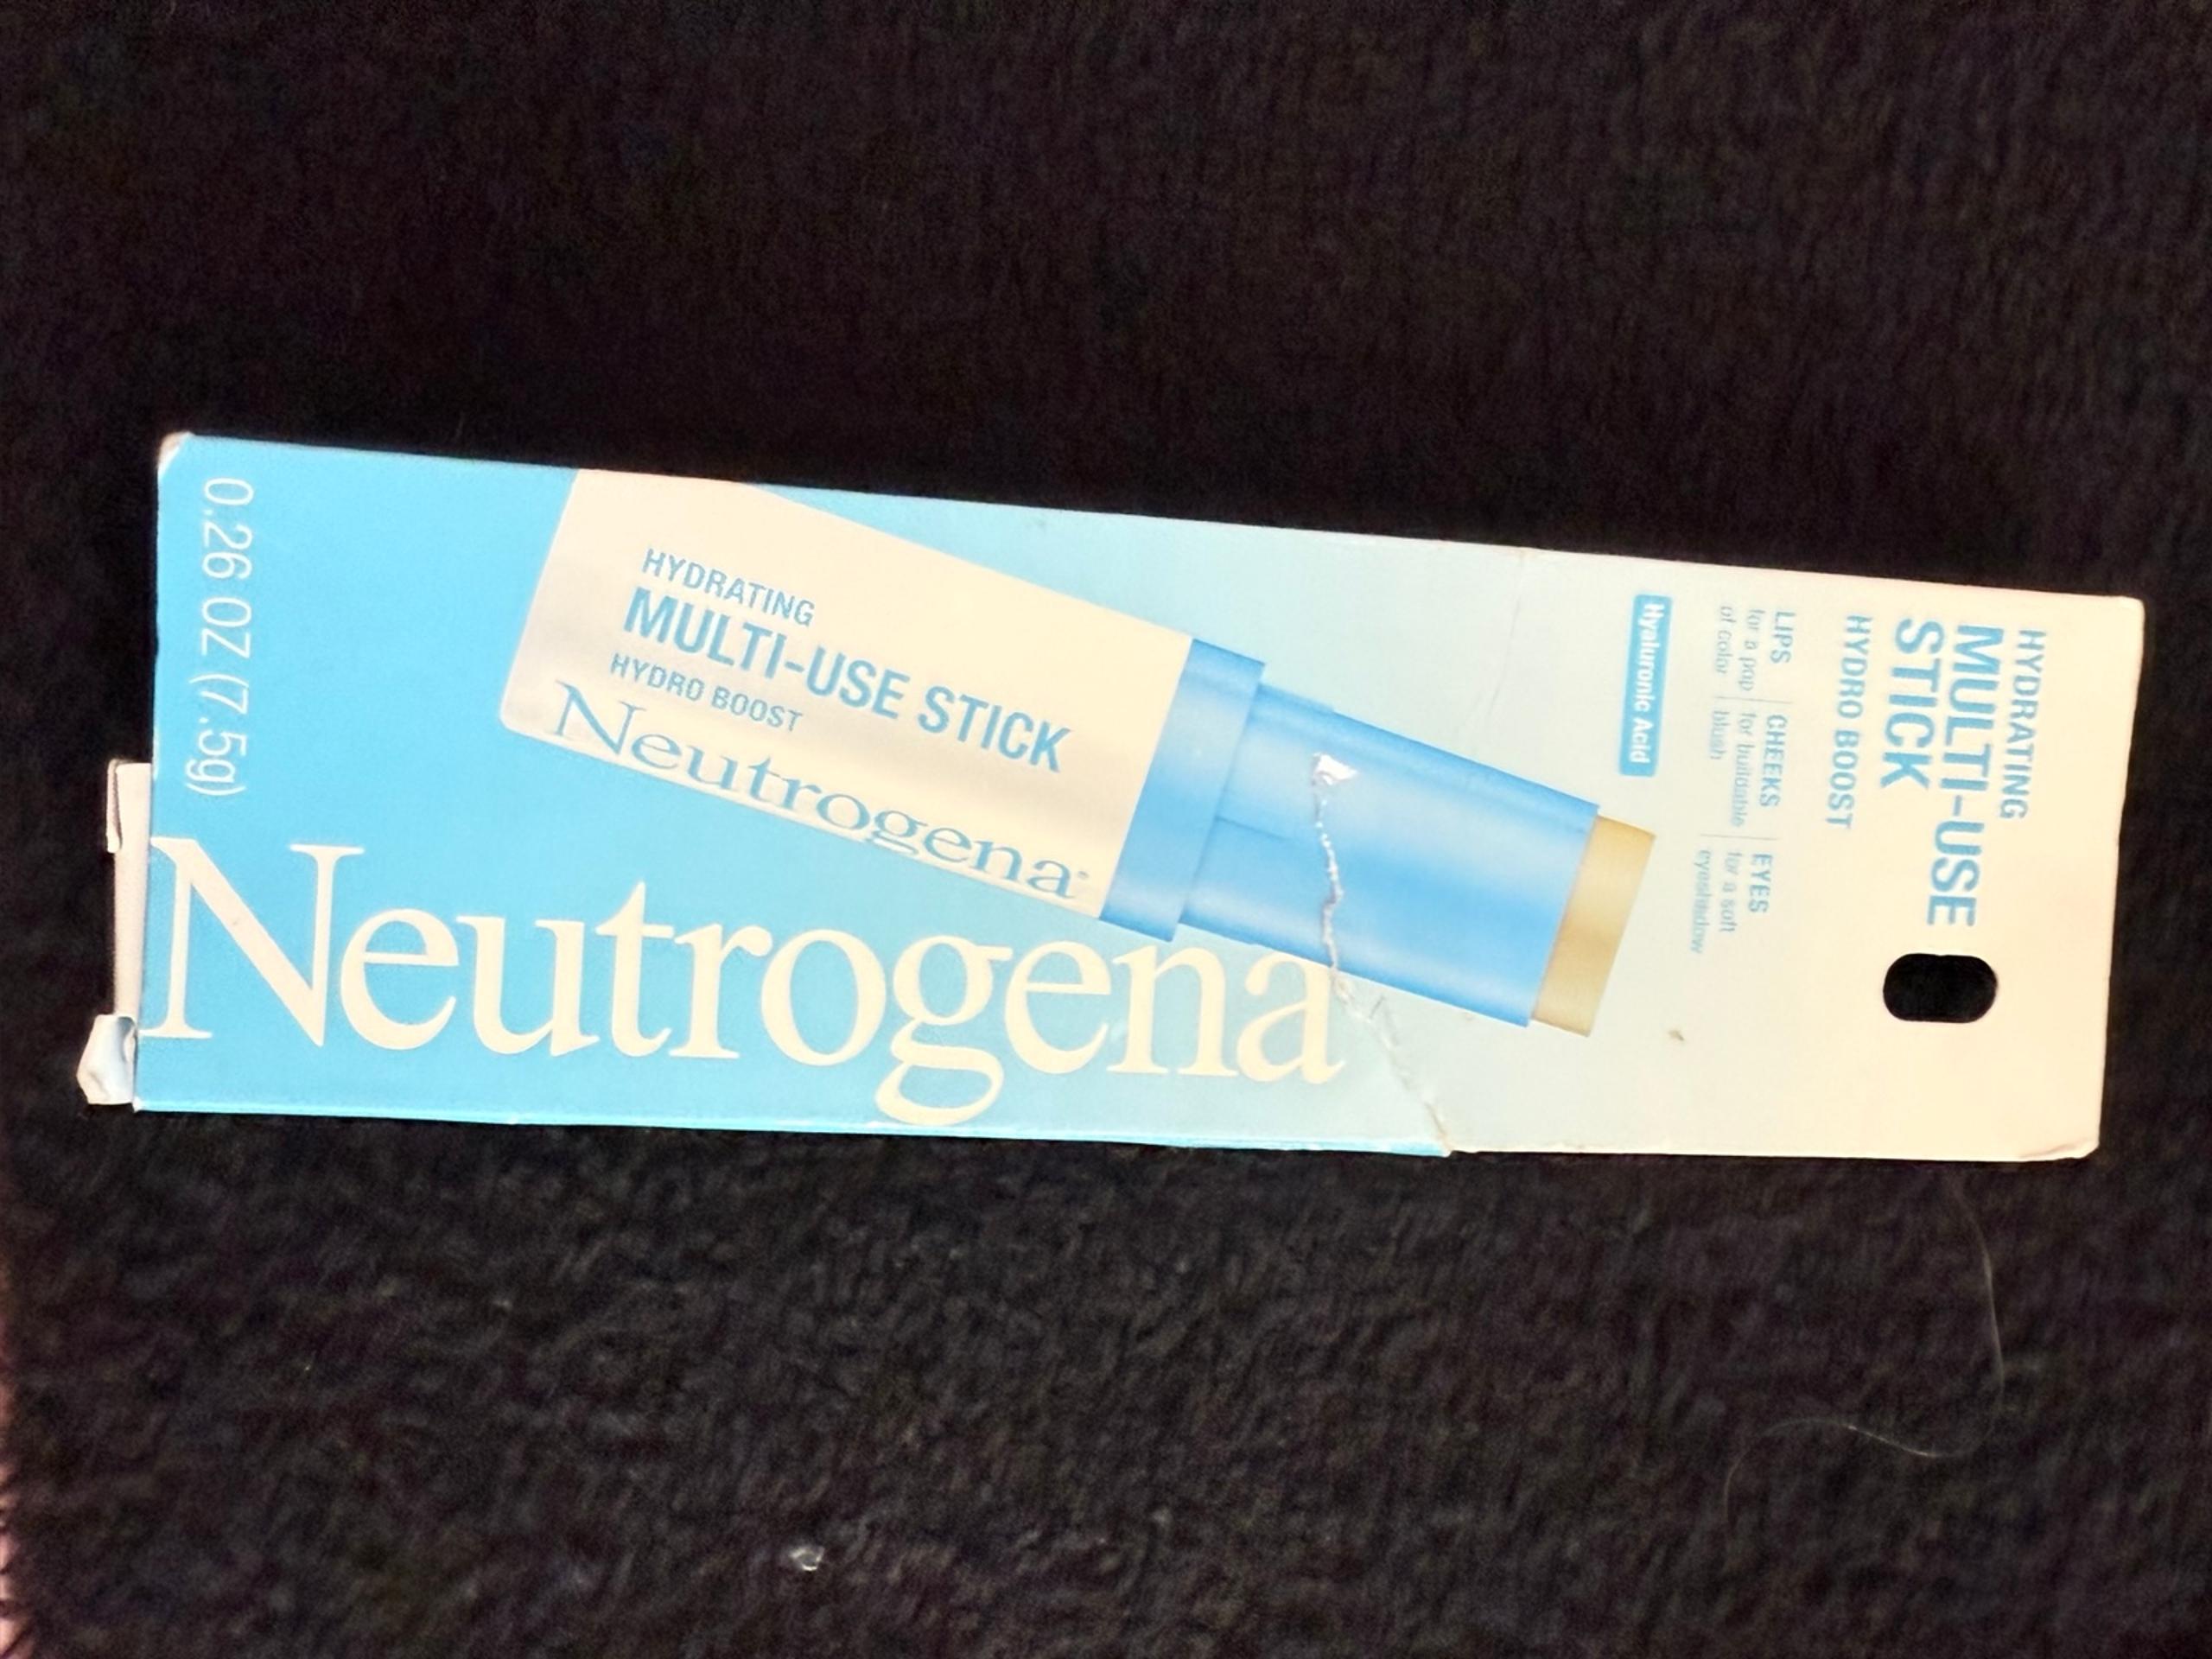 HYDRATING
MULTI-USE
STICK
HYDRO BOOST
LIPS
for a pop
of color
CHEEKS
for buildable
blush
EYES
for a soft
eyeshadow
Hyaluronic Acid
HYDRATING
MULTI-USE STICK
HYDRO BOOST
Neutrogena®
Neutrogena
0.26 OZ (7.5g)